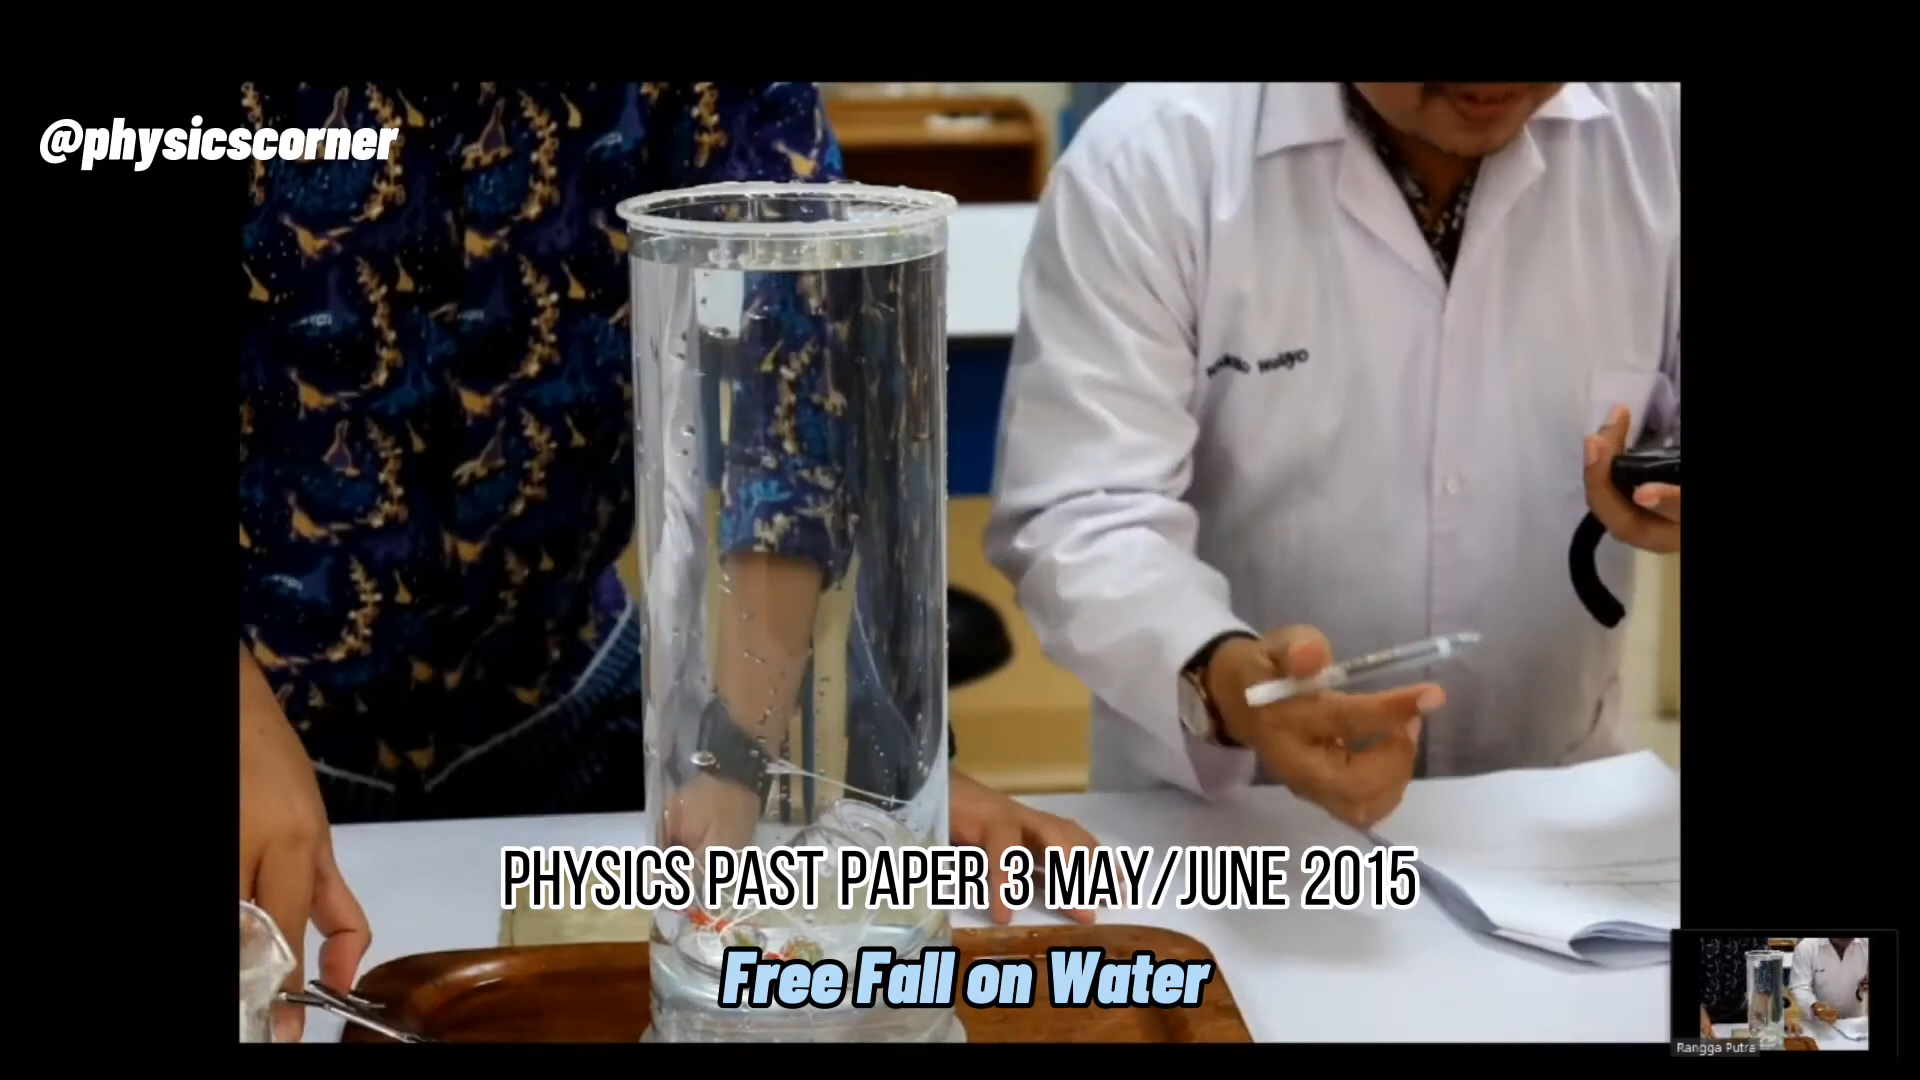 @physicscorner
PHYSICS PAST PAPER 3 MAY/JUNE 2015
Free Fall on Water
Rangga Putra